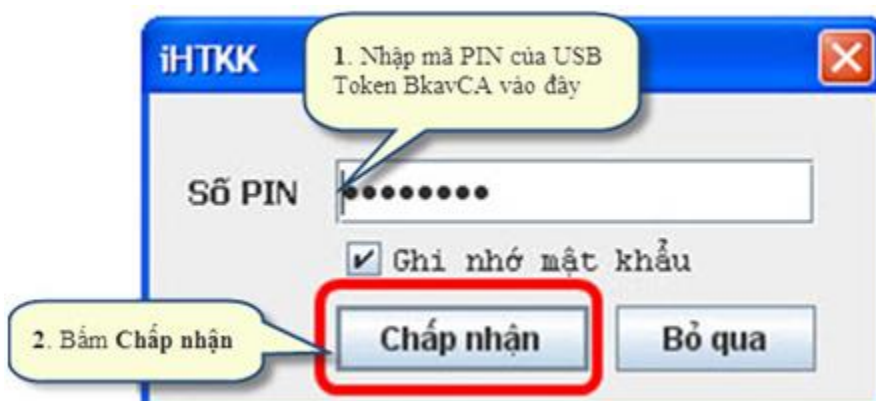 iHTKK
1. Nhập mã PIN của USB
Token BkavCA vào đây
Số PIN
••••••••
Ghi nhớ mật khẩu
2. Bấm Chấp nhận
Chấp nhận
Bỏ qua